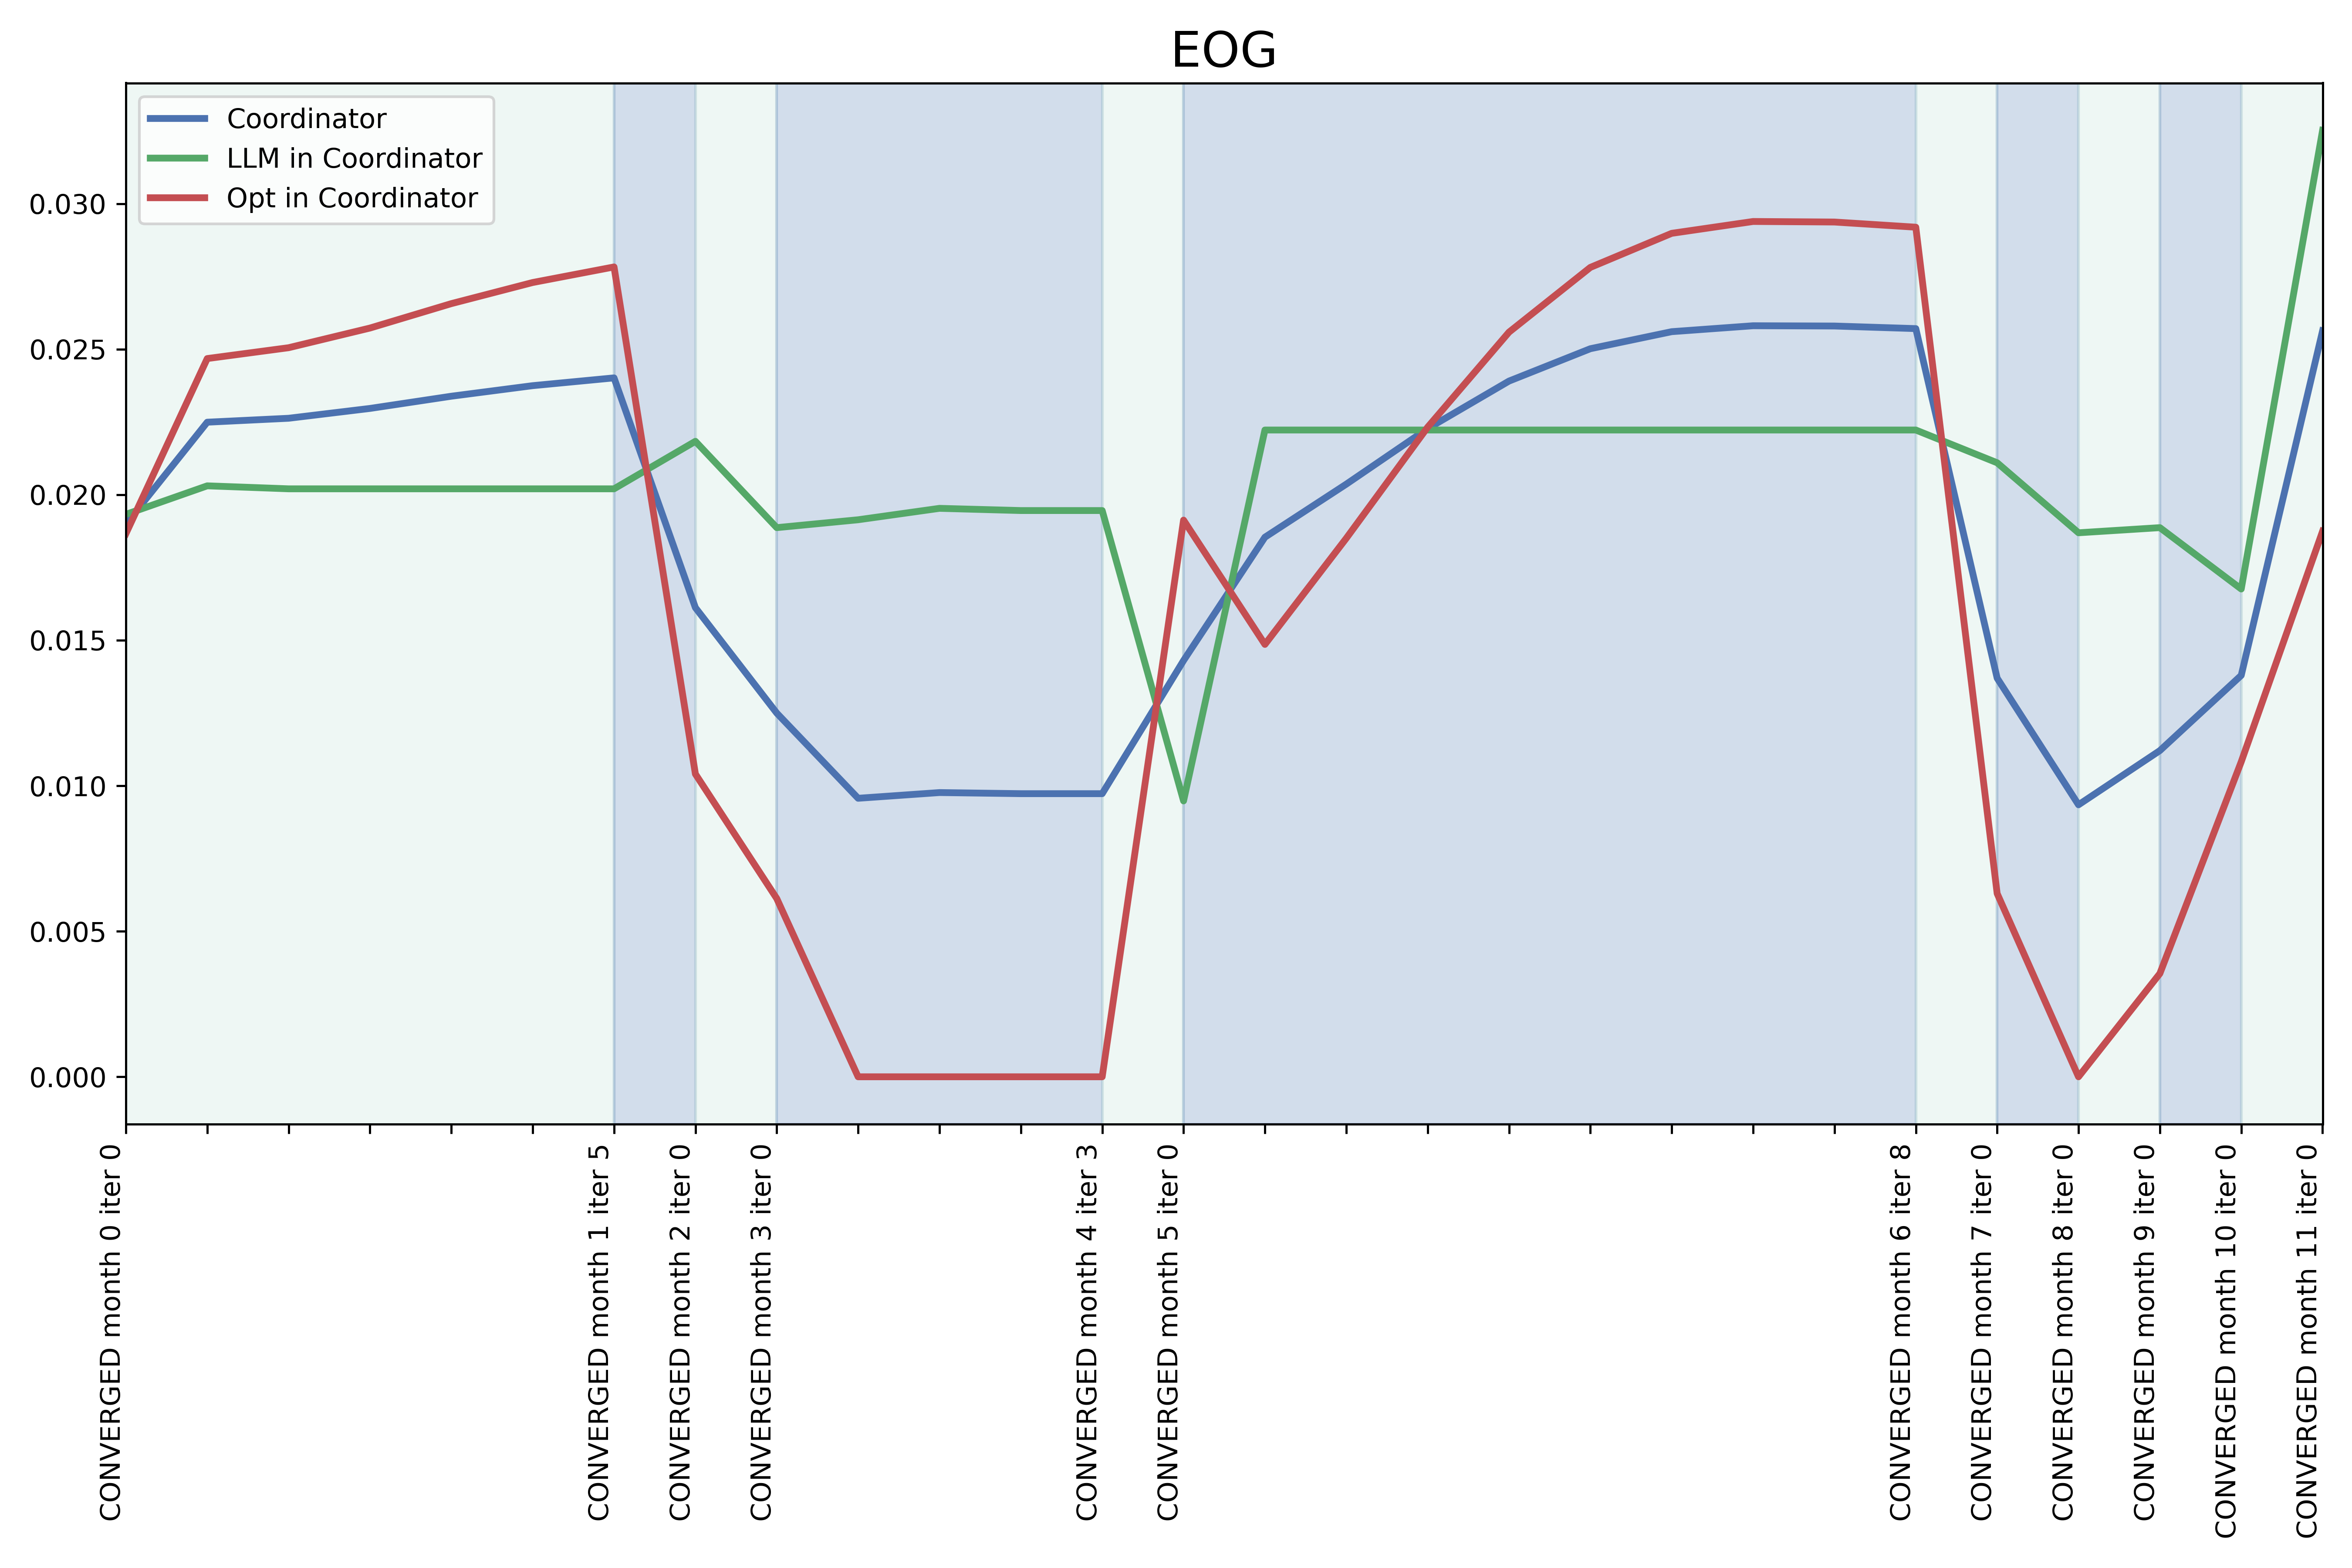 EOG
Coordinator
LLM in Coordinator
Opt in Coordinator
0.030
0.025
0.020
0.015
0.010
0.005
0.000
CONVERGED month 0 iter 0
CONVERGED month 1 iter 5
CONVERGED month 2 iter 0
CONVERGED month 3 iter 0
CONVERGED month 4 iter 3
CONVERGED month 5 iter 0
CONVERGED month 6 iter 8
CONVERGED month 7 iter 0
CONVERGED month 8 iter 0
CONVERGED month 9 iter 0
CONVERGED month 10 iter 0
CONVERGED month 11 iter 0